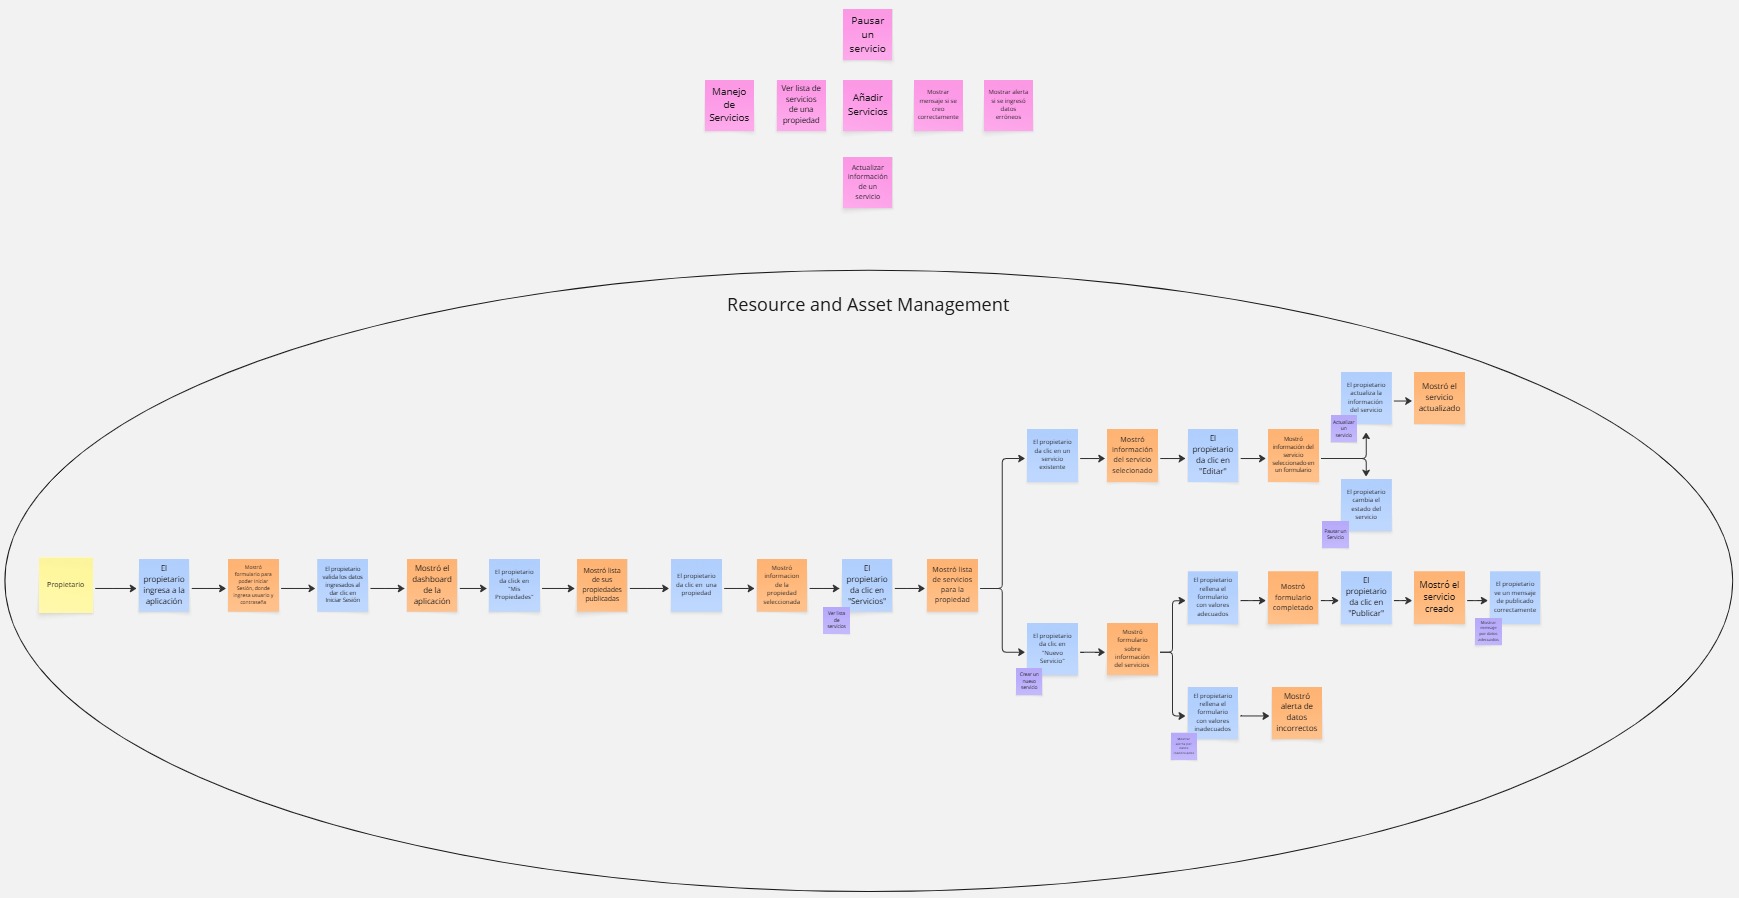 Pausar
un
servicio
Manejo
de
Servicios
Ver lista de
servicios
de una
propiedad
Añadir
Servicios
Mostrar
mensaje si se
creo
correctamente
Mostrar alerta
si se ingresó
datos
erróneos
Actualizar
información
de un
servicio
Resource and Asset Management
Propietario
El
propietario
ingresa a la
aplicación
Mostró
formulario para
poder iniciar
Sesión, donde
ingresa usuario y
contraseña
El propietario
valida los datos
ingresados al
dar clic en
Iniciar Sesión
Mostró el
dashboard
de la
aplicación
El propietario
da click en
"Mis
Propiedades"
Mostró lista
de sus
propiedades
publicadas
El propietario
da clic en una
propiedad
Mostró
informacion
de la
propiedad
seleccionada
El
propietario
da clic en
"Servicios"
Ver lista
de
servicios
Mostró lista
de servicios
para la
propiedad
El propietario
da clic en un
servicio
existente
Mostró
información
del servicio
selecionado
El
propietario
da clic en
"Editar"
Mostró
información del
servicio
seleccionado en
un formulario
El propietario
actualiza la
información
del servicio
Actualizar
un
servicio
Mostró el
servicio
actualizado
El propietario
cambia el
estado del
servicio
Pausar un
Servicio
El propietario
da clic en
"Nuevo
Servicio"
Crear un
nuevo
servicio
Mostró
formulario
sobre
información
del servicios
El propietario
rellena el
formulario
con valores
adecuados
Mostró
formulario
completado
El
propietario
da clic en
"Publicar"
Mostró el
servicio
creado
El propietario
ve un mensaje
de publicado
correctamente
Mostrar
mensaje
por datos
adecuados
El propietario
rellena el
formulario
con valores
inadecuados
Mostró
alerta de
datos
incorrectos